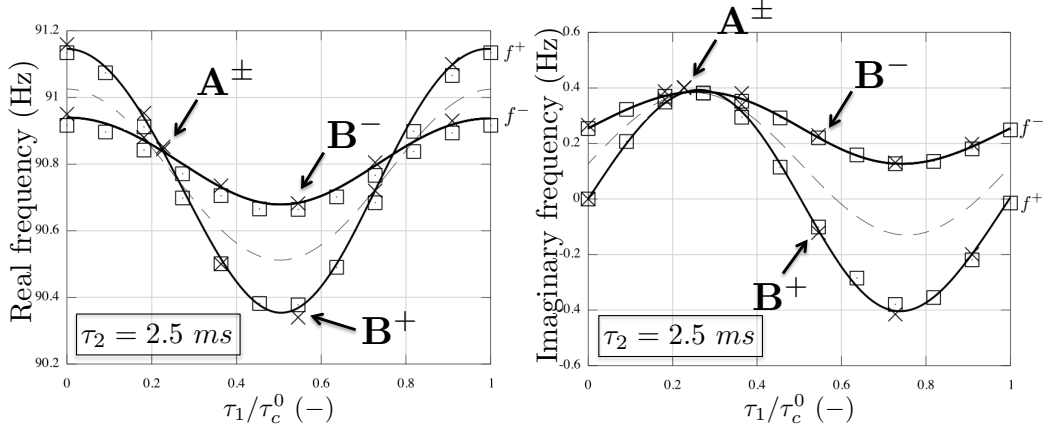 91.2
91
90.8
90.6
90.4
90.2
0
0.2
0.4
0.6
0.8
1
Real frequency (Hz)
τ₁/τ_c⁰ (−)
A±
B⁻
B⁺
f⁺
f⁻
τ₂ = 2.5 ms
0.6
0.4
0.2
0
-0.2
-0.4
-0.6
0
0.2
0.4
0.6
0.8
1
Imaginary frequency (Hz)
τ₁/τ_c⁰ (−)
A±
B⁻
B⁺
f⁻
f⁺
τ₂ = 2.5 ms